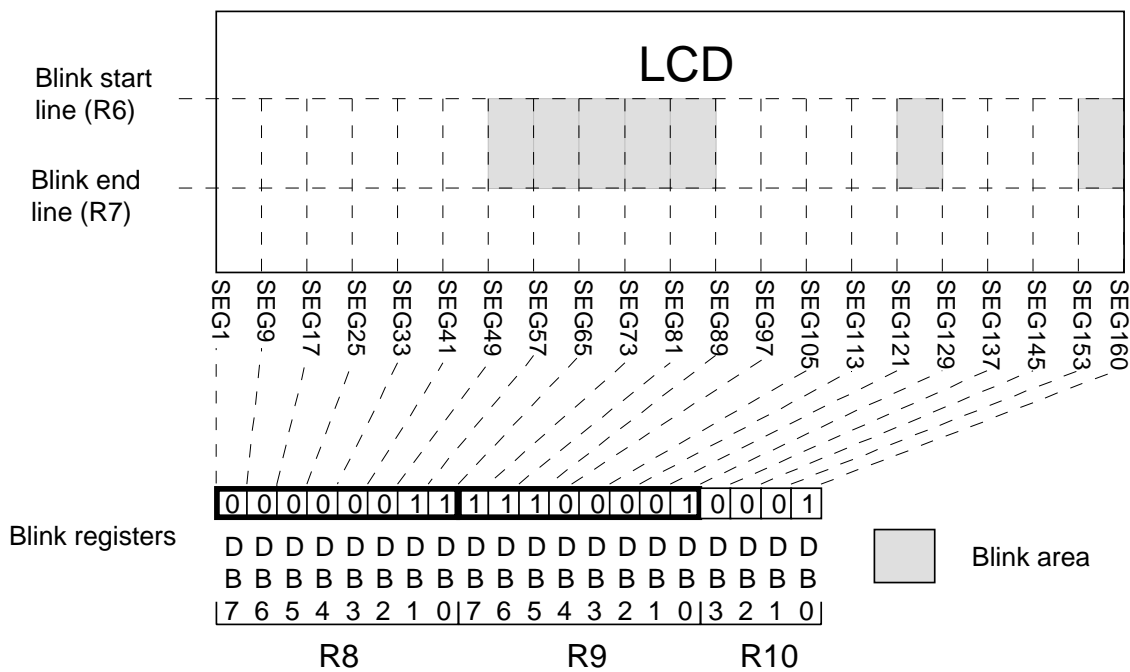 LCD
Blink start
line (R6)
Blink end
line (R7)
SEG1 SEG9 SEG17 SEG25 SEG33 SEG41 SEG49 SEG57 SEG65 SEG73 SEG81 SEG89 SEG97 SEG105 SEG113 SEG121 SEG129 SEG137 SEG145 SEG153 SEG160
Blink registers
0 0 0 0 0 0 1 1 1 1 1 0 0 0 0 1 0 0 0 1
D D D D D D D D D D D D D D D D D D D D
B B B B B B B B B B B B B B B B B B B B
7 6 5 4 3 2 1 0 7 6 5 4 3 2 1 0 3 2 1 0
R8 R9 R10
Blink area